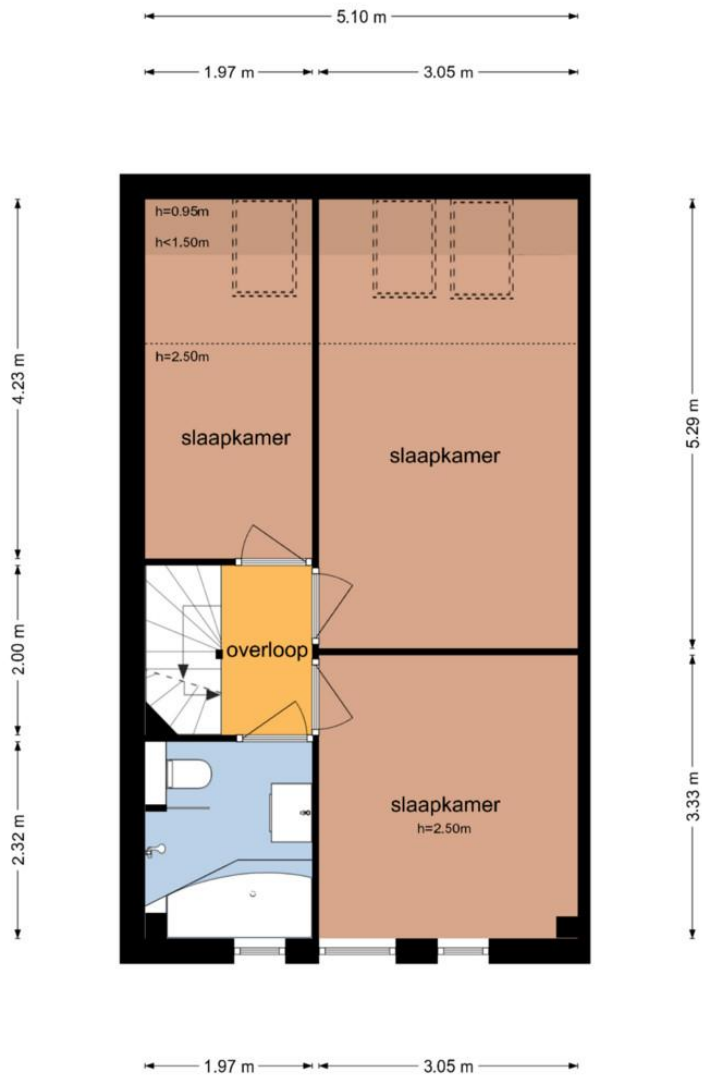 5.10 m
1.97 m
3.05 m
h=0.95m
h<1.50m
h=2.50m
4.23 m
5.29 m
slaapkamer
slaapkamer
2.00 m
overloop
2.32 m
3.33 m
slaapkamer
h=2.50m
1.97 m
3.05 m